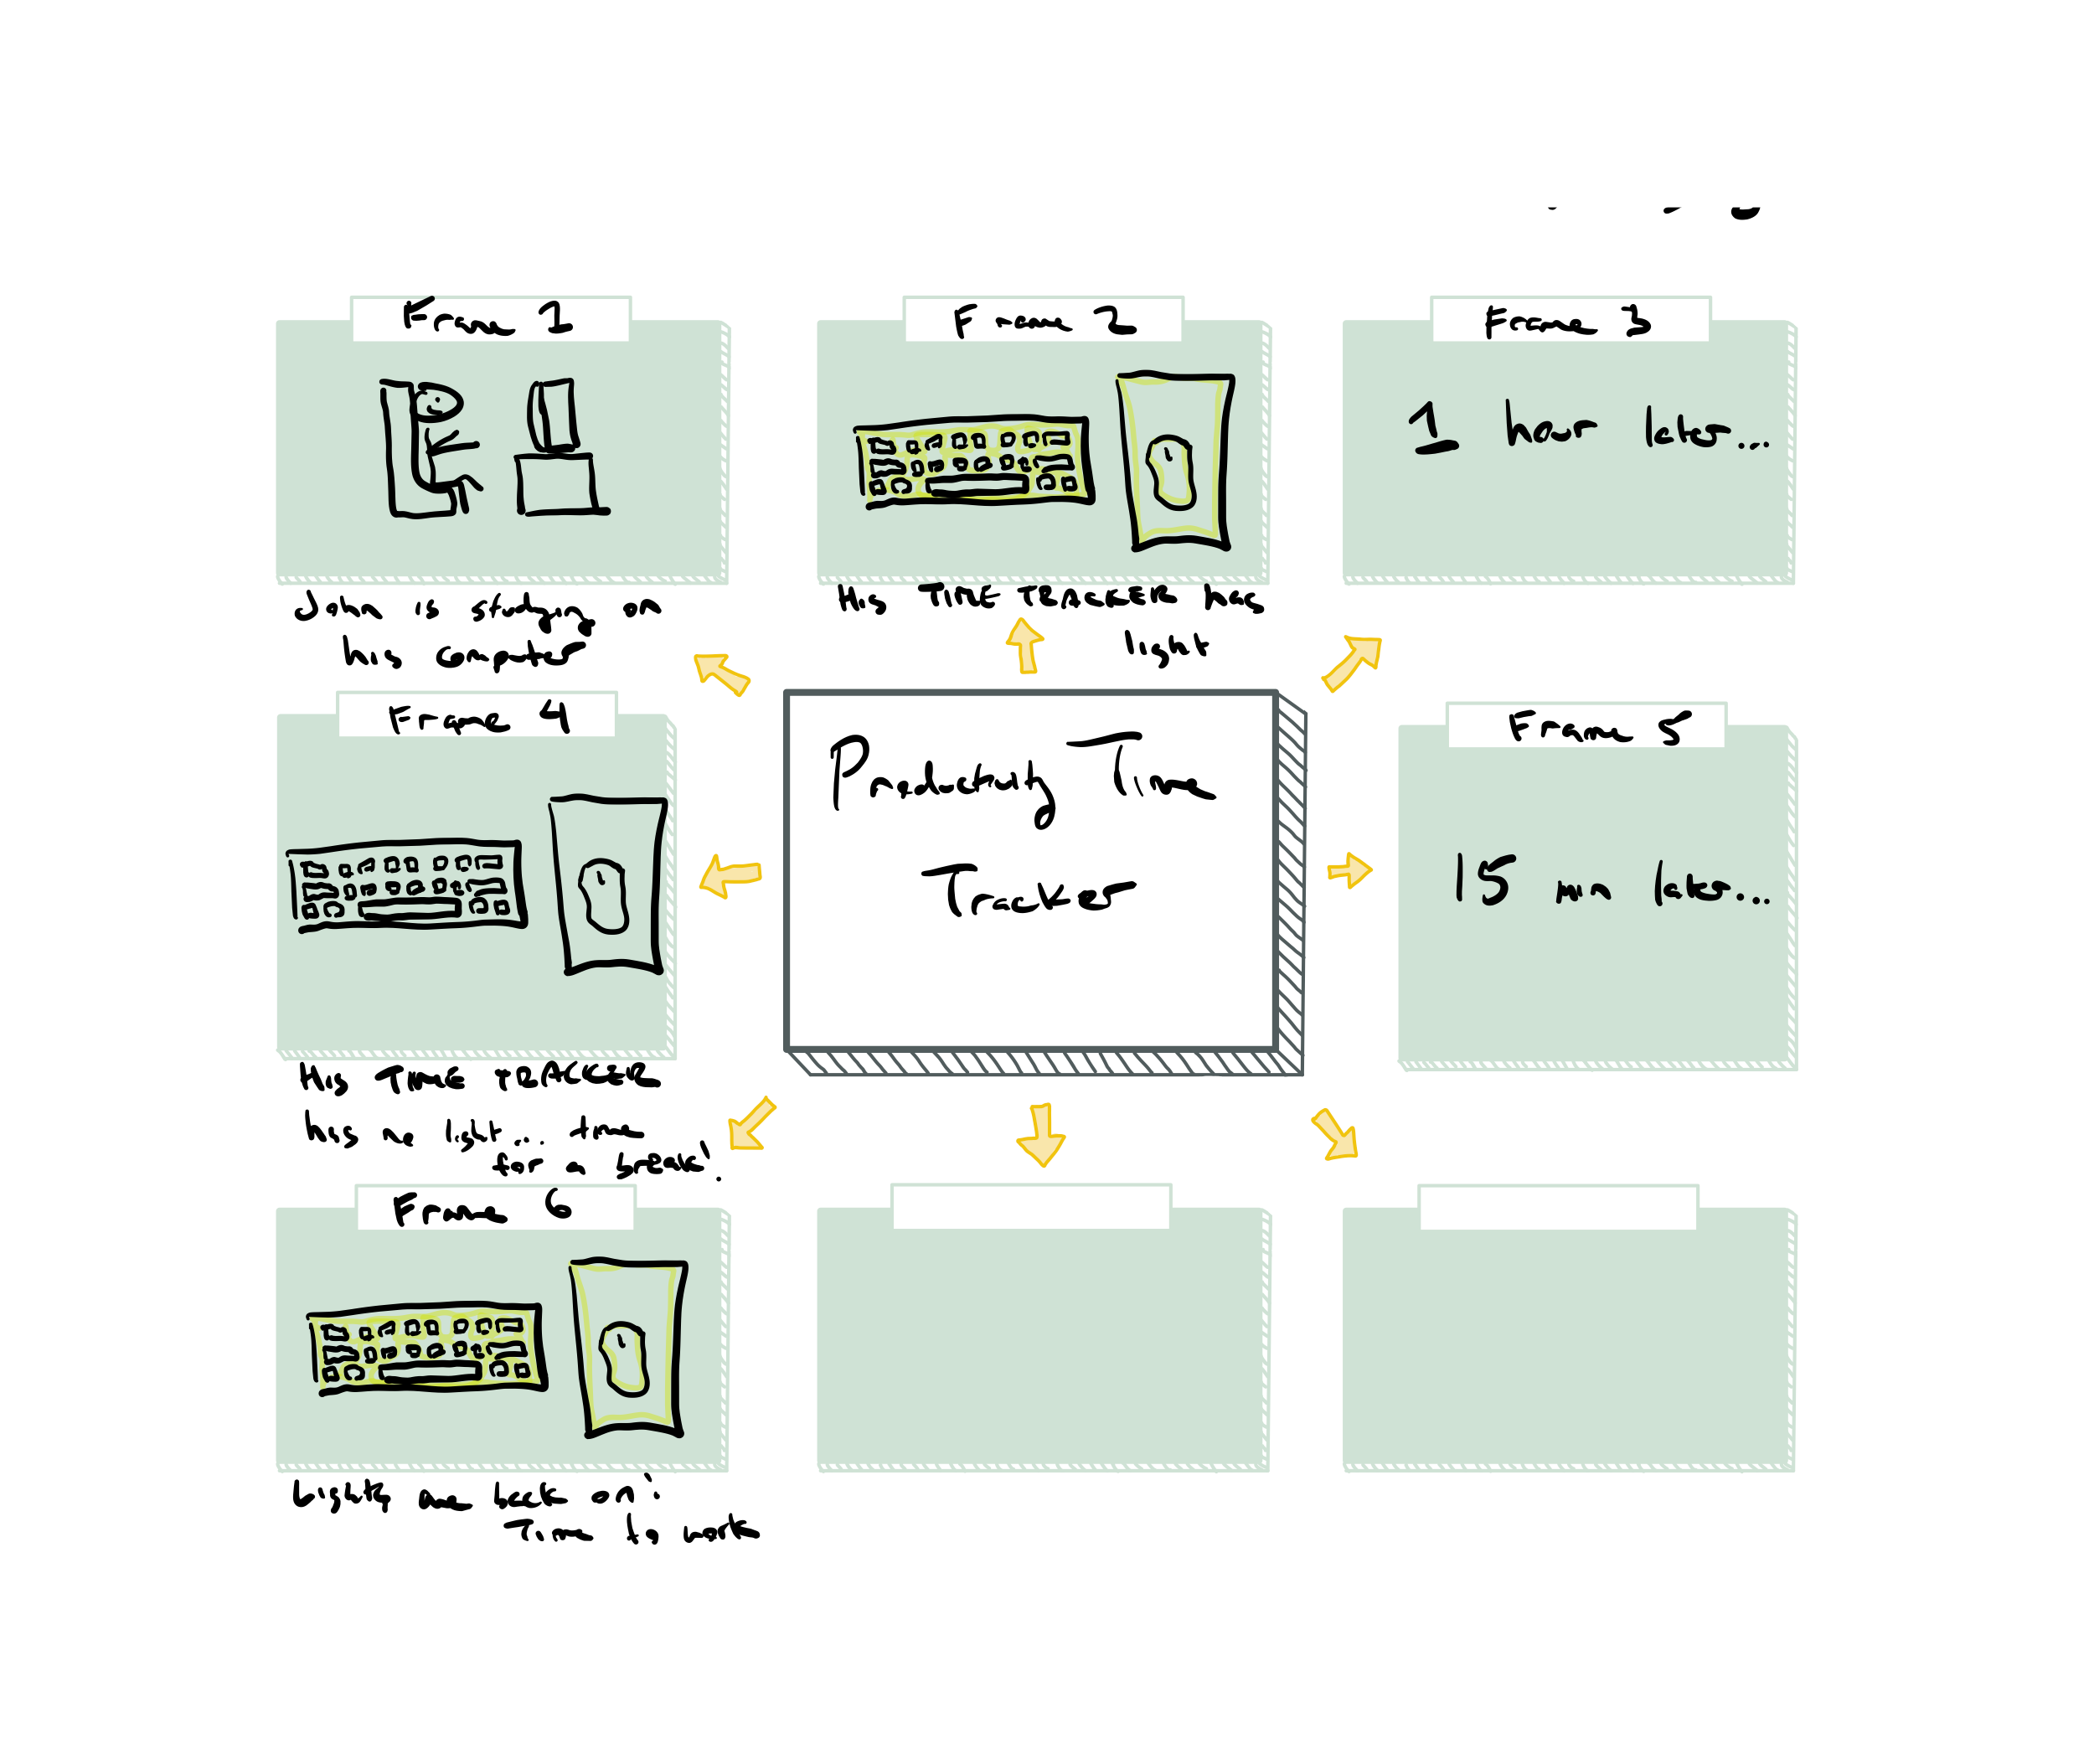 Frame 1
Frame 2
Frame 3
1 hour later...
John is studying on
his computer
His TIME TRACKER has
light
Frame 4
Productivity Time
Tracker
Frame 5
15 min later...
His TIME TRACKER
has no light... time
for a break!
Frame 6
Lights are back on!
Time to work